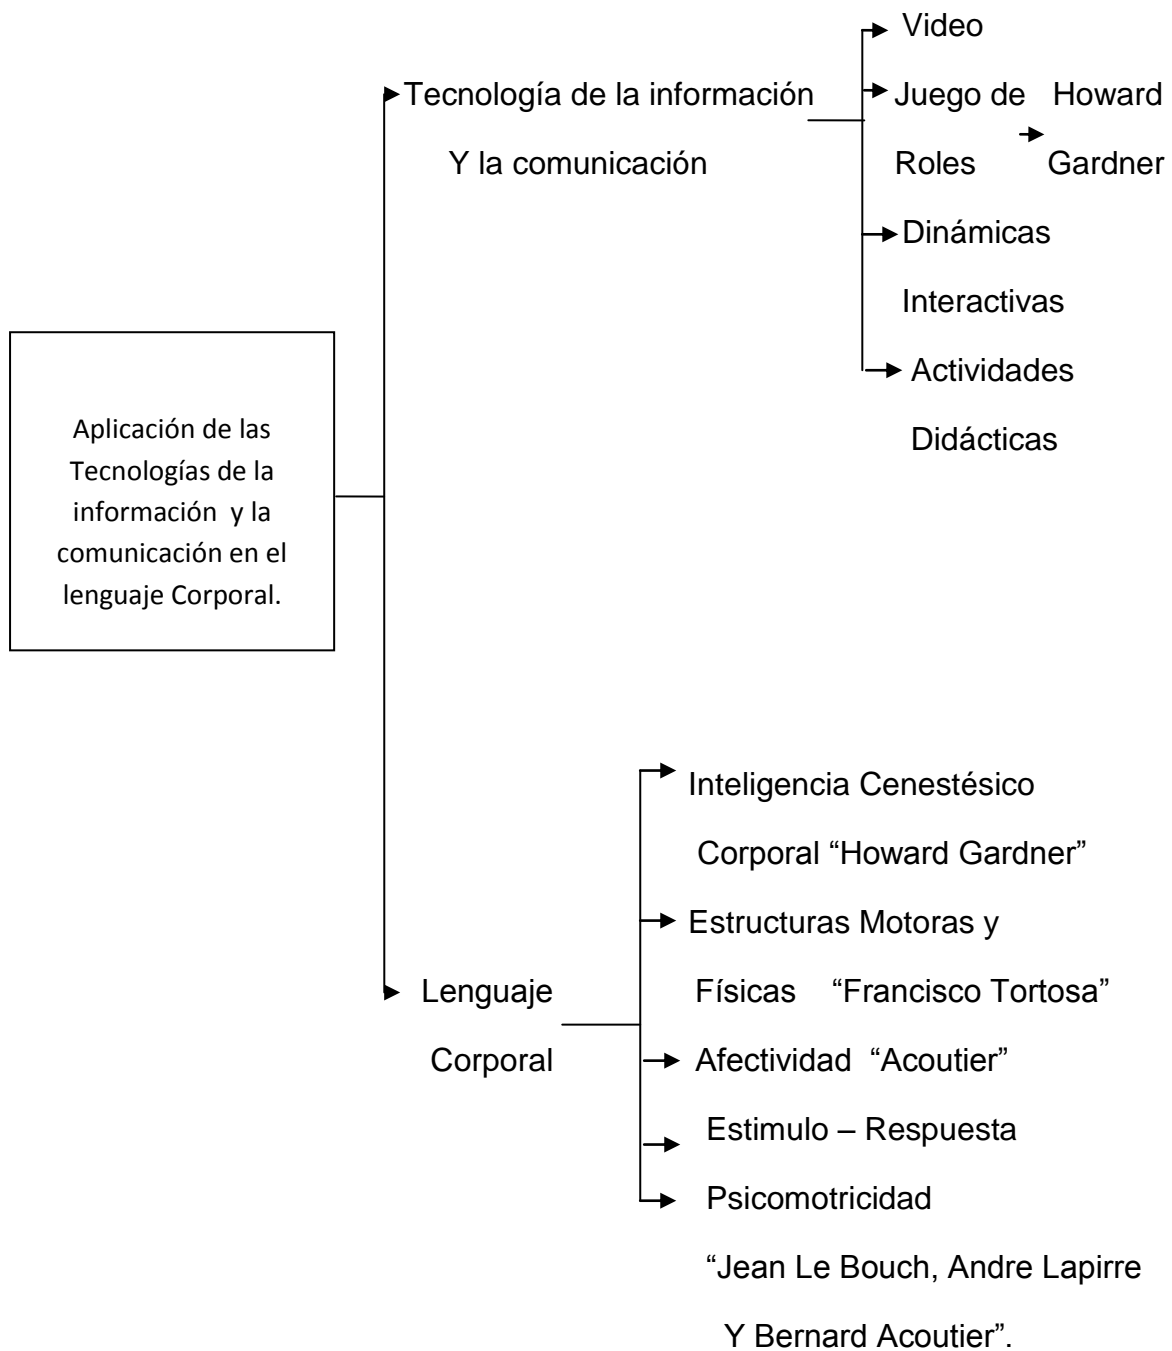 Aplicación de las
Tecnologías de la
información y la
comunicación en el
lenguaje Corporal.
Tecnología de la información
Y la comunicación
Video
Juego de
Roles
Howard
Gardner
Dinámicas
Interactivas
Actividades
Didácticas
Lenguaje
Corporal
Inteligencia Cenestésico
Corporal “Howard Gardner”
Estructuras Motoras y
Físicas “Francisco Tortosa”
Afectividad “Acoutier”
Estimulo – Respuesta
Psicomotricidad
“Jean Le Bouch, Andre Lapirre
Y Bernard Acoutier”.